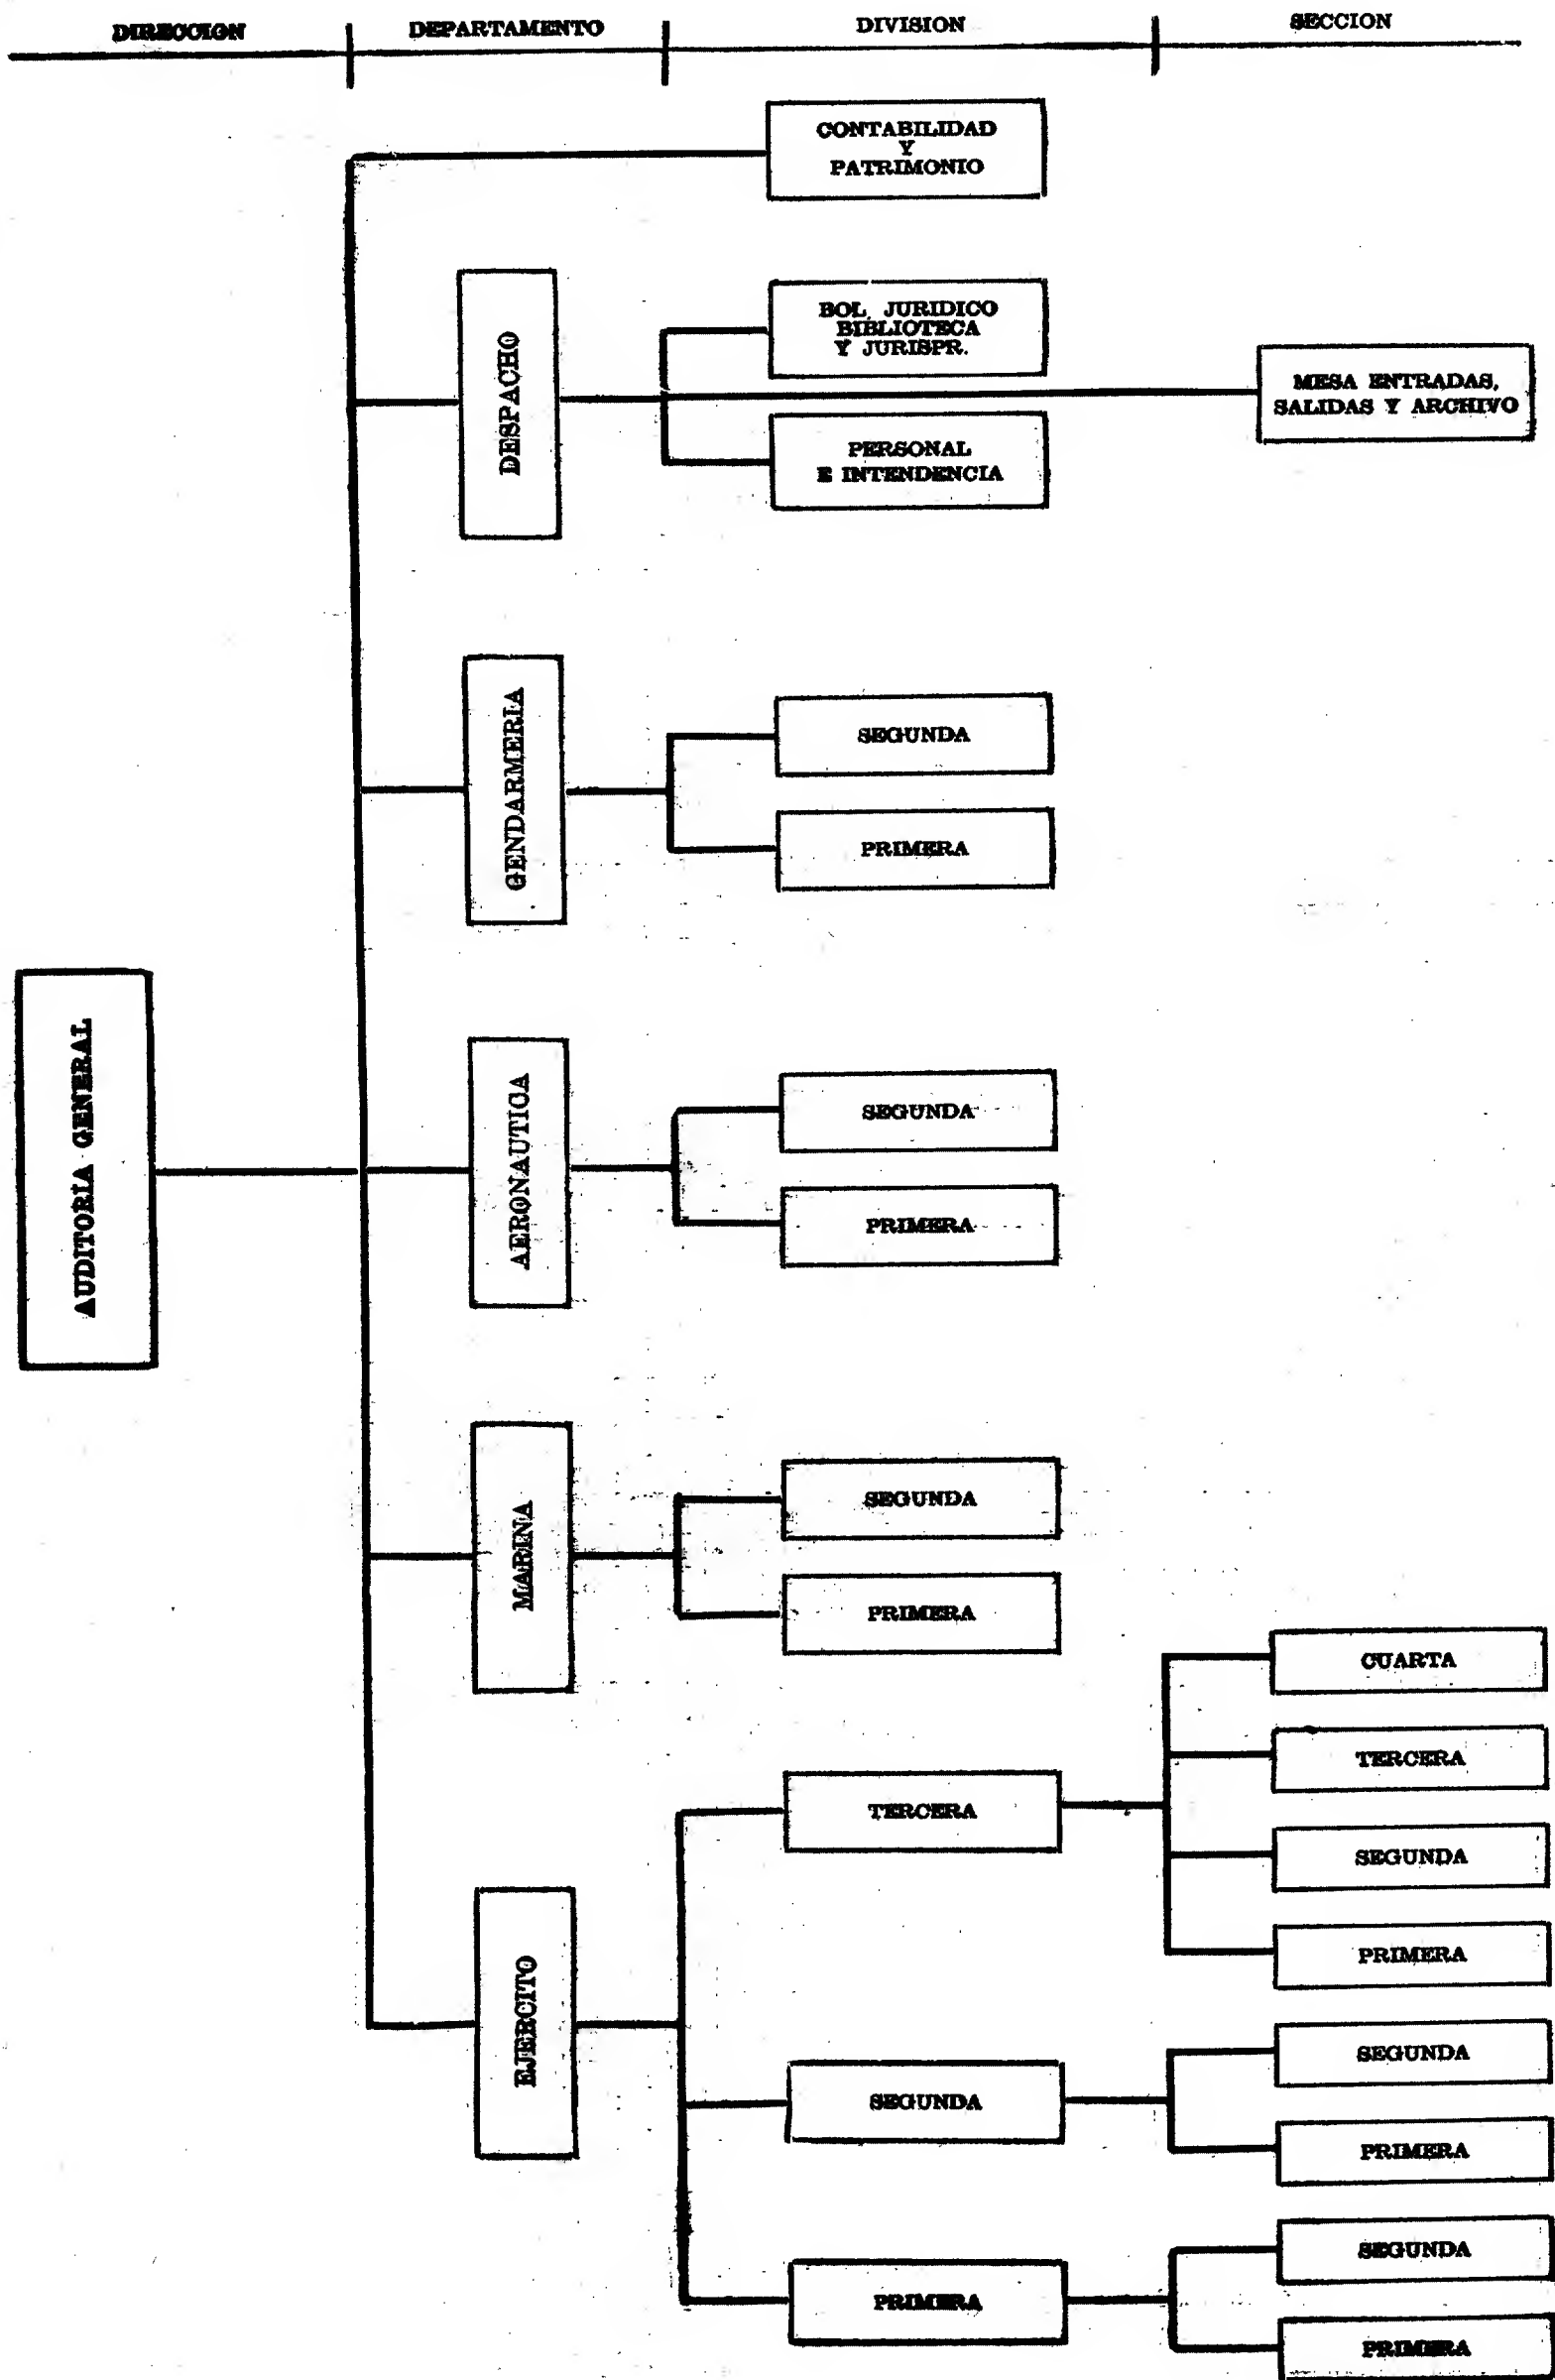 DIRECCION
DEPARTAMENTO
DIVISION
SECCION
CONTABILIDAD
Y
PATRIMONIO
DESPACHO
BOL. JURIDICO
BIBLIOTECA
Y JURISPR.
MESA ENTRADAS,
SALIDAS Y ARCHIVO
PERSONAL
E INTENDENCIA
GENDARMERIA
SEGUNDA
PRIMERA
AUDITORIA GENERAL
AERONAUTICA
SEGUNDA
PRIMERA
MARINA
SEGUNDA
PRIMERA
EJERCITO
TERCERA
CUARTA
TERCERA
SEGUNDA
PRIMERA
SEGUNDA
SEGUNDA
PRIMERA
PRIMERA
SEGUNDA
PRIMERA